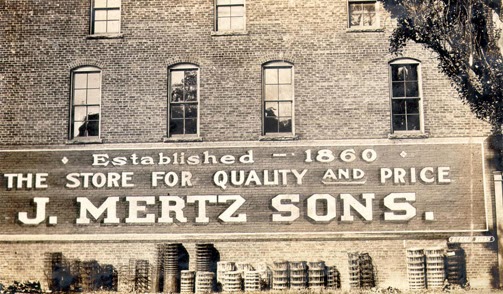 Established — 1860
THE STORE FOR QUALITY AND PRICE
J. MERTZ SONS.